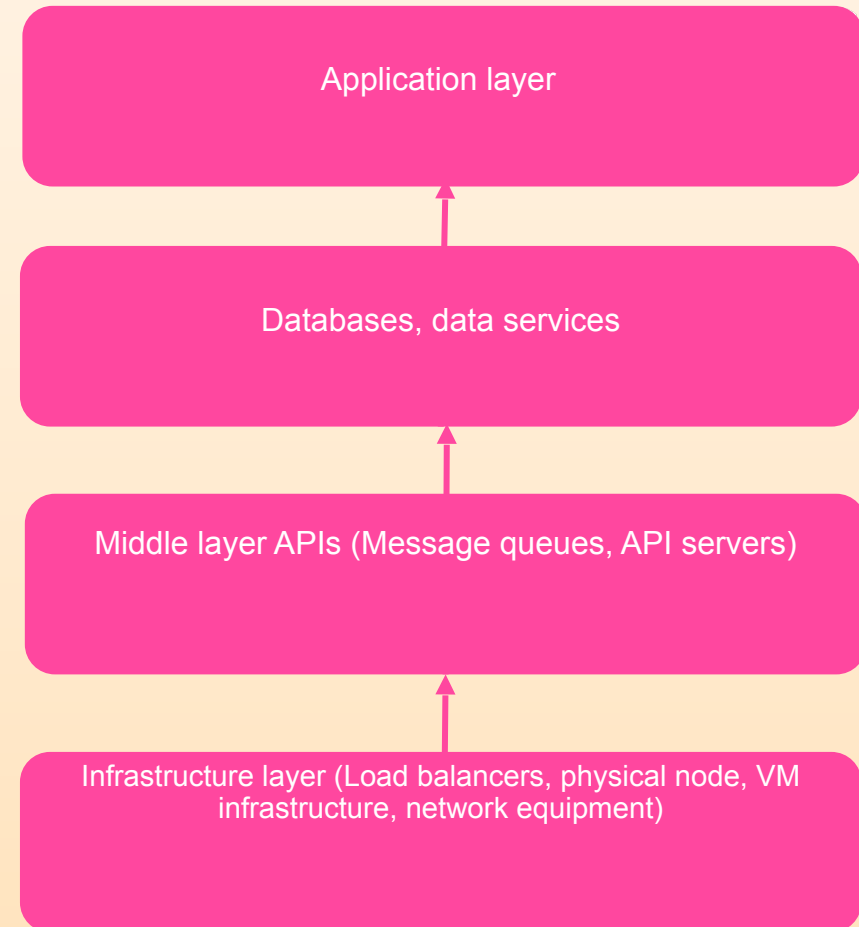 Application layer
Databases, data services
Middle layer APIs (Message queues, API servers)
Infrastructure layer (Load balancers, physical node, VM
infrastructure, network equipment)